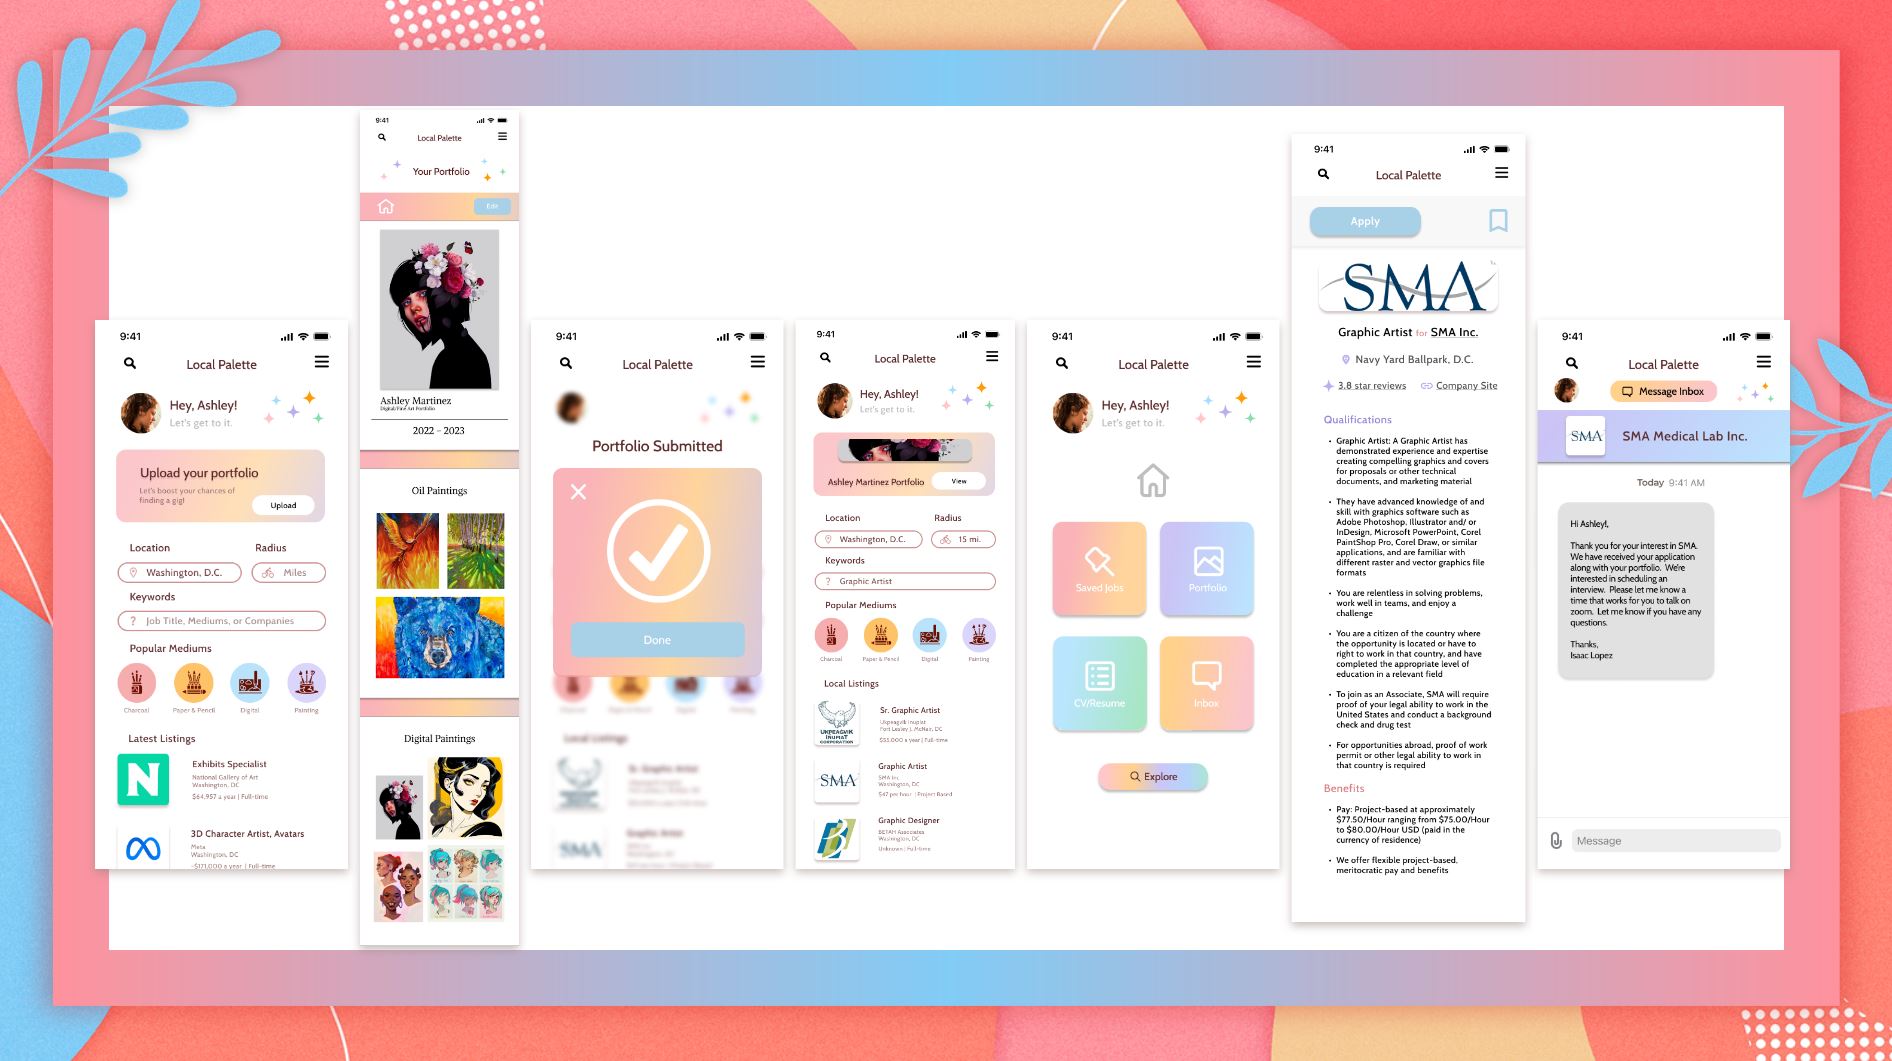 9:41
Local Palette
Hey, Ashley!
Let's get to it.
Upload your portfolio
Let's boost your chances of
finding a gig!
Upload
Location
Radius
Washington, D.C.
Miles
Keywords
? Job Title, Mediums, or Companies
Popular Mediums
Charcoal
Paper & Pencil
Digital
Painting
Latest Listings
N
Exhibits Specialist
National Gallery of Art
Washington, DC
$64,957 a year | Full-time
3D Character Artist, Avatars
Meta
Washington, DC
~$171,000 a year | Full-time
9:41
Local Palette
Your Portfolio
Edit
Ashley Martinez
Digital/Fine Art Portfolio
2022 - 2023
Oil Paintings
Digital Paintings
9:41
Local Palette
Portfolio Submitted
Done
Local Listings
Sr. Graphic Artist
SMA
Graphic Artist
9:41
Local Palette
Hey, Ashley!
Let's get to it.
Ashley Martinez Portfolio
View
Location
Radius
Washington, D.C.
15 mi.
Keywords
? Graphic Artist
Popular Mediums
Charcoal
Paper & Pencil
Digital
Painting
Local Listings
UKPEAGVIK
IÑUPIAT
CORPORATION
Sr. Graphic Artist
Ukpeagvik Inupiat
Fort Lesley J. McNair, DC
$55,000 a year | Full-time
SMA
Graphic Artist
SMA Inc
Washington, DC
$47 per hour | Project Based
Graphic Designer
BETAH Associates
Washington, DC
Unknown | Full-time
9:41
Local Palette
Hey, Ashley!
Let's get to it.
Saved Jobs
Portfolio
CV/Resume
Inbox
Explore
9:41
Local Palette
Apply
SMA
Graphic Artist for SMA Inc.
Navy Yard Ballpark, D.C.
3.8 star reviews
Company Site
Qualifications
• Graphic Artist: A Graphic Artist has
demonstrated experience and expertise
creating compelling graphics and covers
for proposals or other technical
documents, and marketing material
• They have advanced knowledge of and
skill with graphics software such as
Adobe Photoshop, Illustrator and/ or
InDesign, Microsoft PowerPoint, Corel
PaintShop Pro, Corel Draw, or similar
applications, and are familiar with
different raster and vector graphics file
formats
• You are relentless in solving problems,
work well in teams, and enjoy a
challenge
• You are a citizen of the country where
the opportunity is located or have to
right to work in that country, and have
completed the appropriate level of
education in a relevant field
• To join as an Associate, SMA will require
proof of your legal ability to work in the
United States and conduct a background
check and drug test
• For opportunities abroad, proof of work
permit or other legal ability to work in
that country is required
Benefits
• Pay: Project-based at approximately
$77.50/Hour ranging from $75.00/Hour
to $80.00/Hour USD (paid in the
currency of residence)
• We offer flexible project-based,
meritocratic pay and benefits
9:41
Local Palette
Message Inbox
SMA
SMA Medical Lab Inc.
Today 9:41 AM
Hi Ashley!,
Thank you for your interest in SMA.
We have received your application
along with your portfolio. We're
interested in scheduling an
interview. Please let me know a
time that works for you to talk on
zoom. Let me know if you have any
questions.
Thanks,
Isaac Lopez
Message